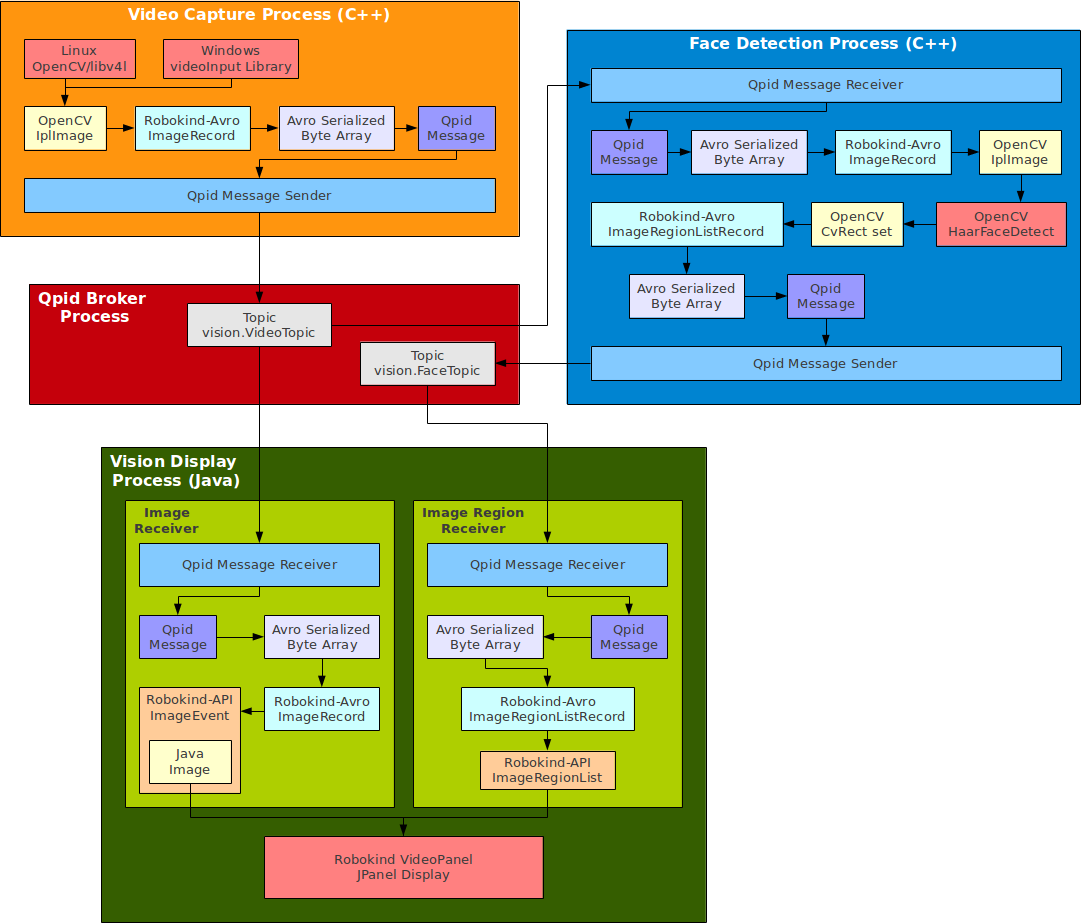 Video Capture Process (C++)
Linux
OpenCV/libv4l
Windows
videoInput Library
OpenCV
IplImage
Robokind-Avro
ImageRecord
Avro Serialized
Byte Array
Qpid
Message
Qpid Message Sender
Face Detection Process (C++)
Qpid Message Receiver
Qpid
Message
Avro Serialized
Byte Array
Robokind-Avro
ImageRecord
OpenCV
IplImage
Robokind-Avro
ImageRegionListRecord
OpenCV
CvRect set
OpenCV
HaarFaceDetect
Avro Serialized
Byte Array
Qpid
Message
Qpid Message Sender
Qpid Broker
Process
Topic
vision.VideoTopic
Topic
vision.FaceTopic
Vision Display
Process (Java)
Image
Receiver
Qpid Message Receiver
Qpid
Message
Avro Serialized
Byte Array
Robokind-API
ImageEvent
Java
Image
Robokind-Avro
ImageRecord
Image Region
Receiver
Qpid Message Receiver
Avro Serialized
Byte Array
Qpid
Message
Robokind-Avro
ImageRegionListRecord
Robokind-API
ImageRegionList
Robokind VideoPanel
JPanel Display